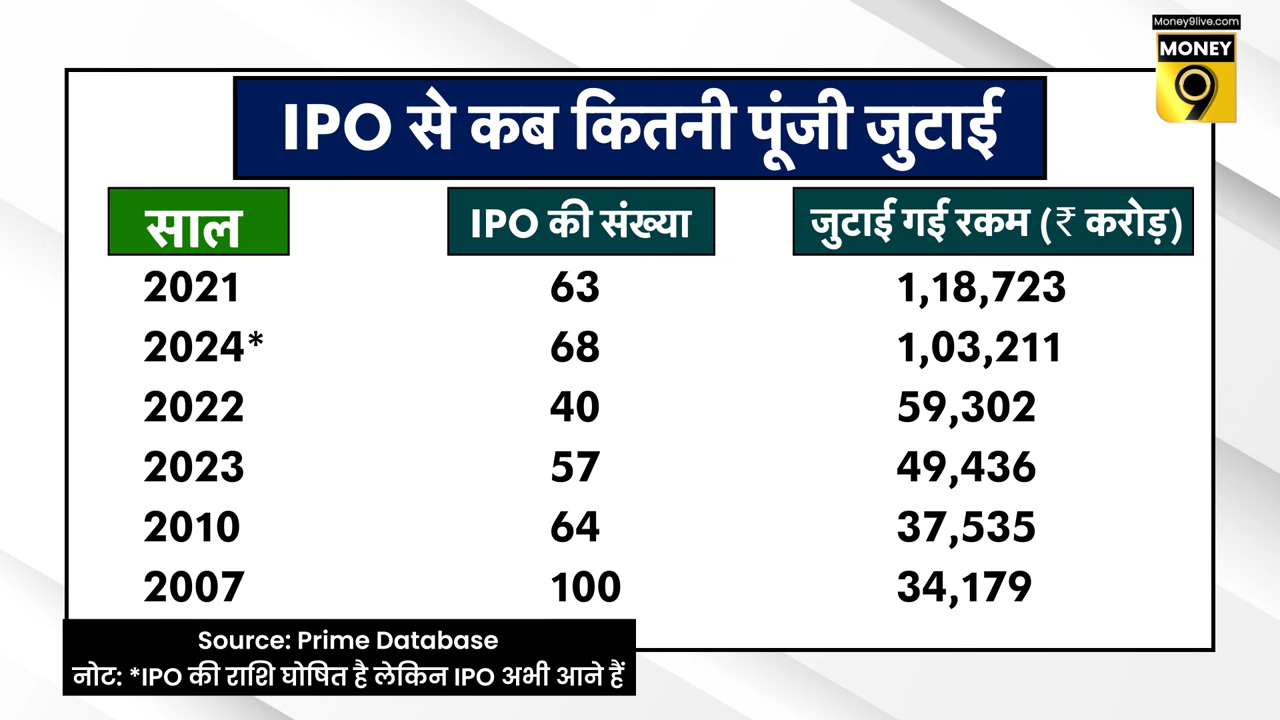 Money9live.com
MONEY
9
IPO से कब कितनी पूंजी जुटाई
साल IPO की संख्या जुटाई गई रकम (₹ करोड़)
2021 63 1,18,723
2024* 68 1,03,211
2022 40 59,302
2023 57 49,436
2010 64 37,535
2007 100 34,179
Source: Prime Database
नोट: *IPO की राशि घोषित है लेकिन IPO अभी आने हैं